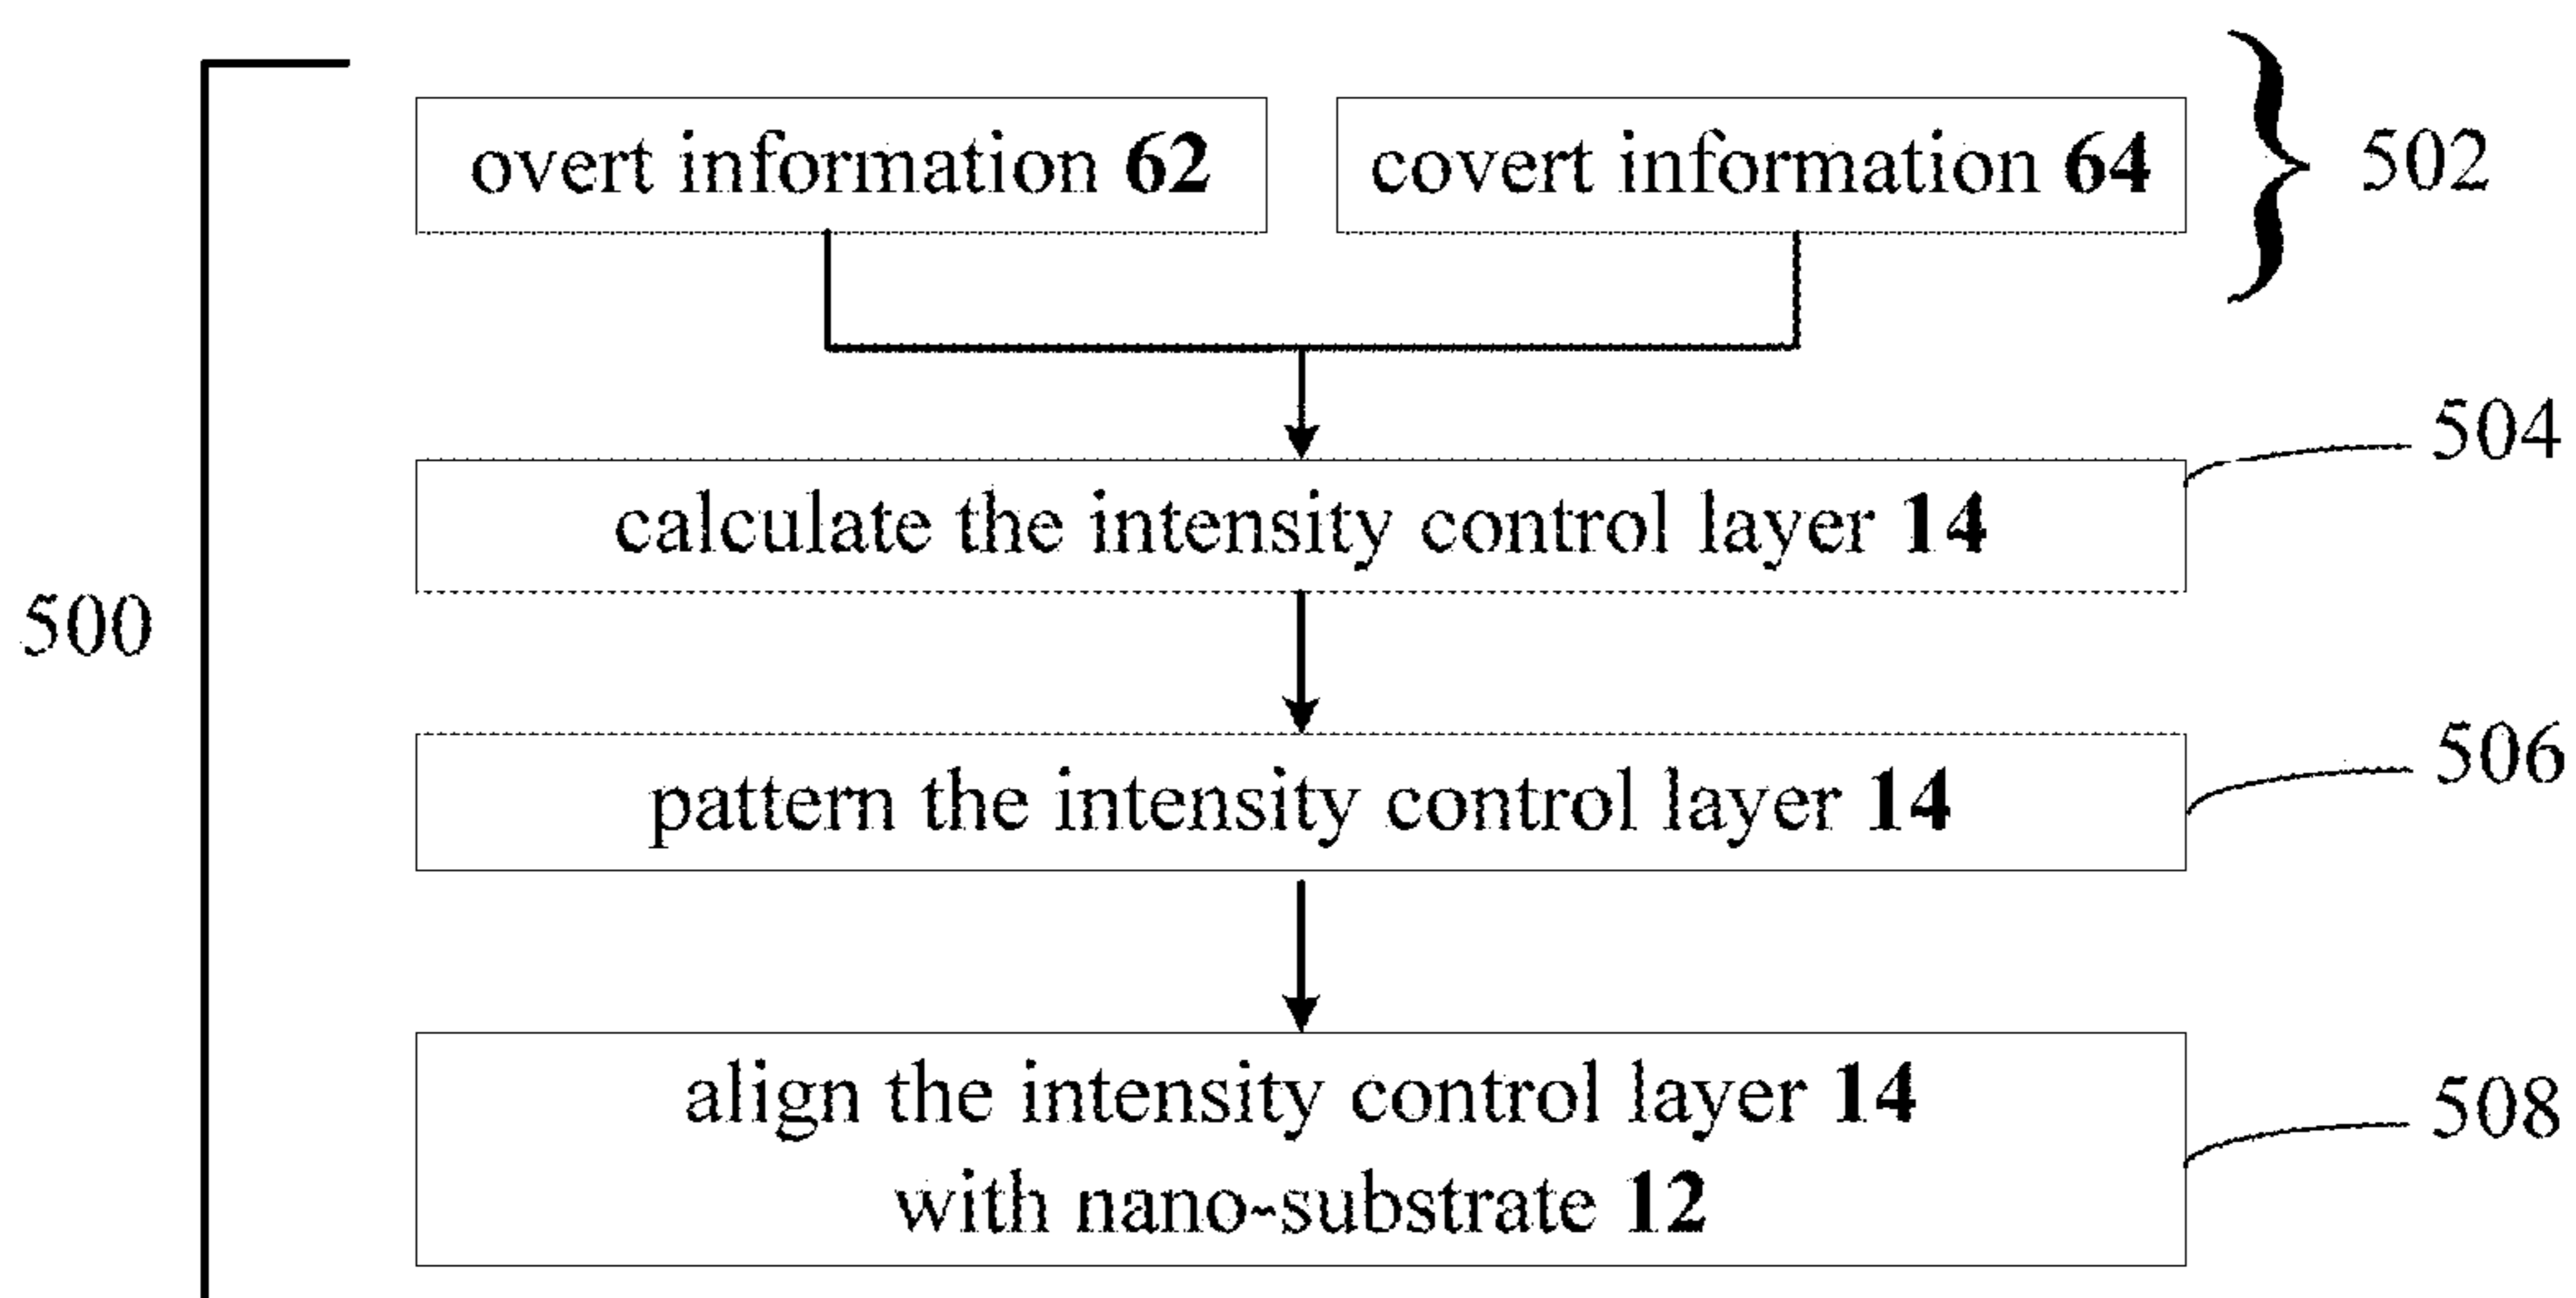 overt information 62
covert information 64
502
504
calculate the intensity control layer 14
500
506
pattern the intensity control layer 14
508
align the intensity control layer 14
with nano-substrate 12